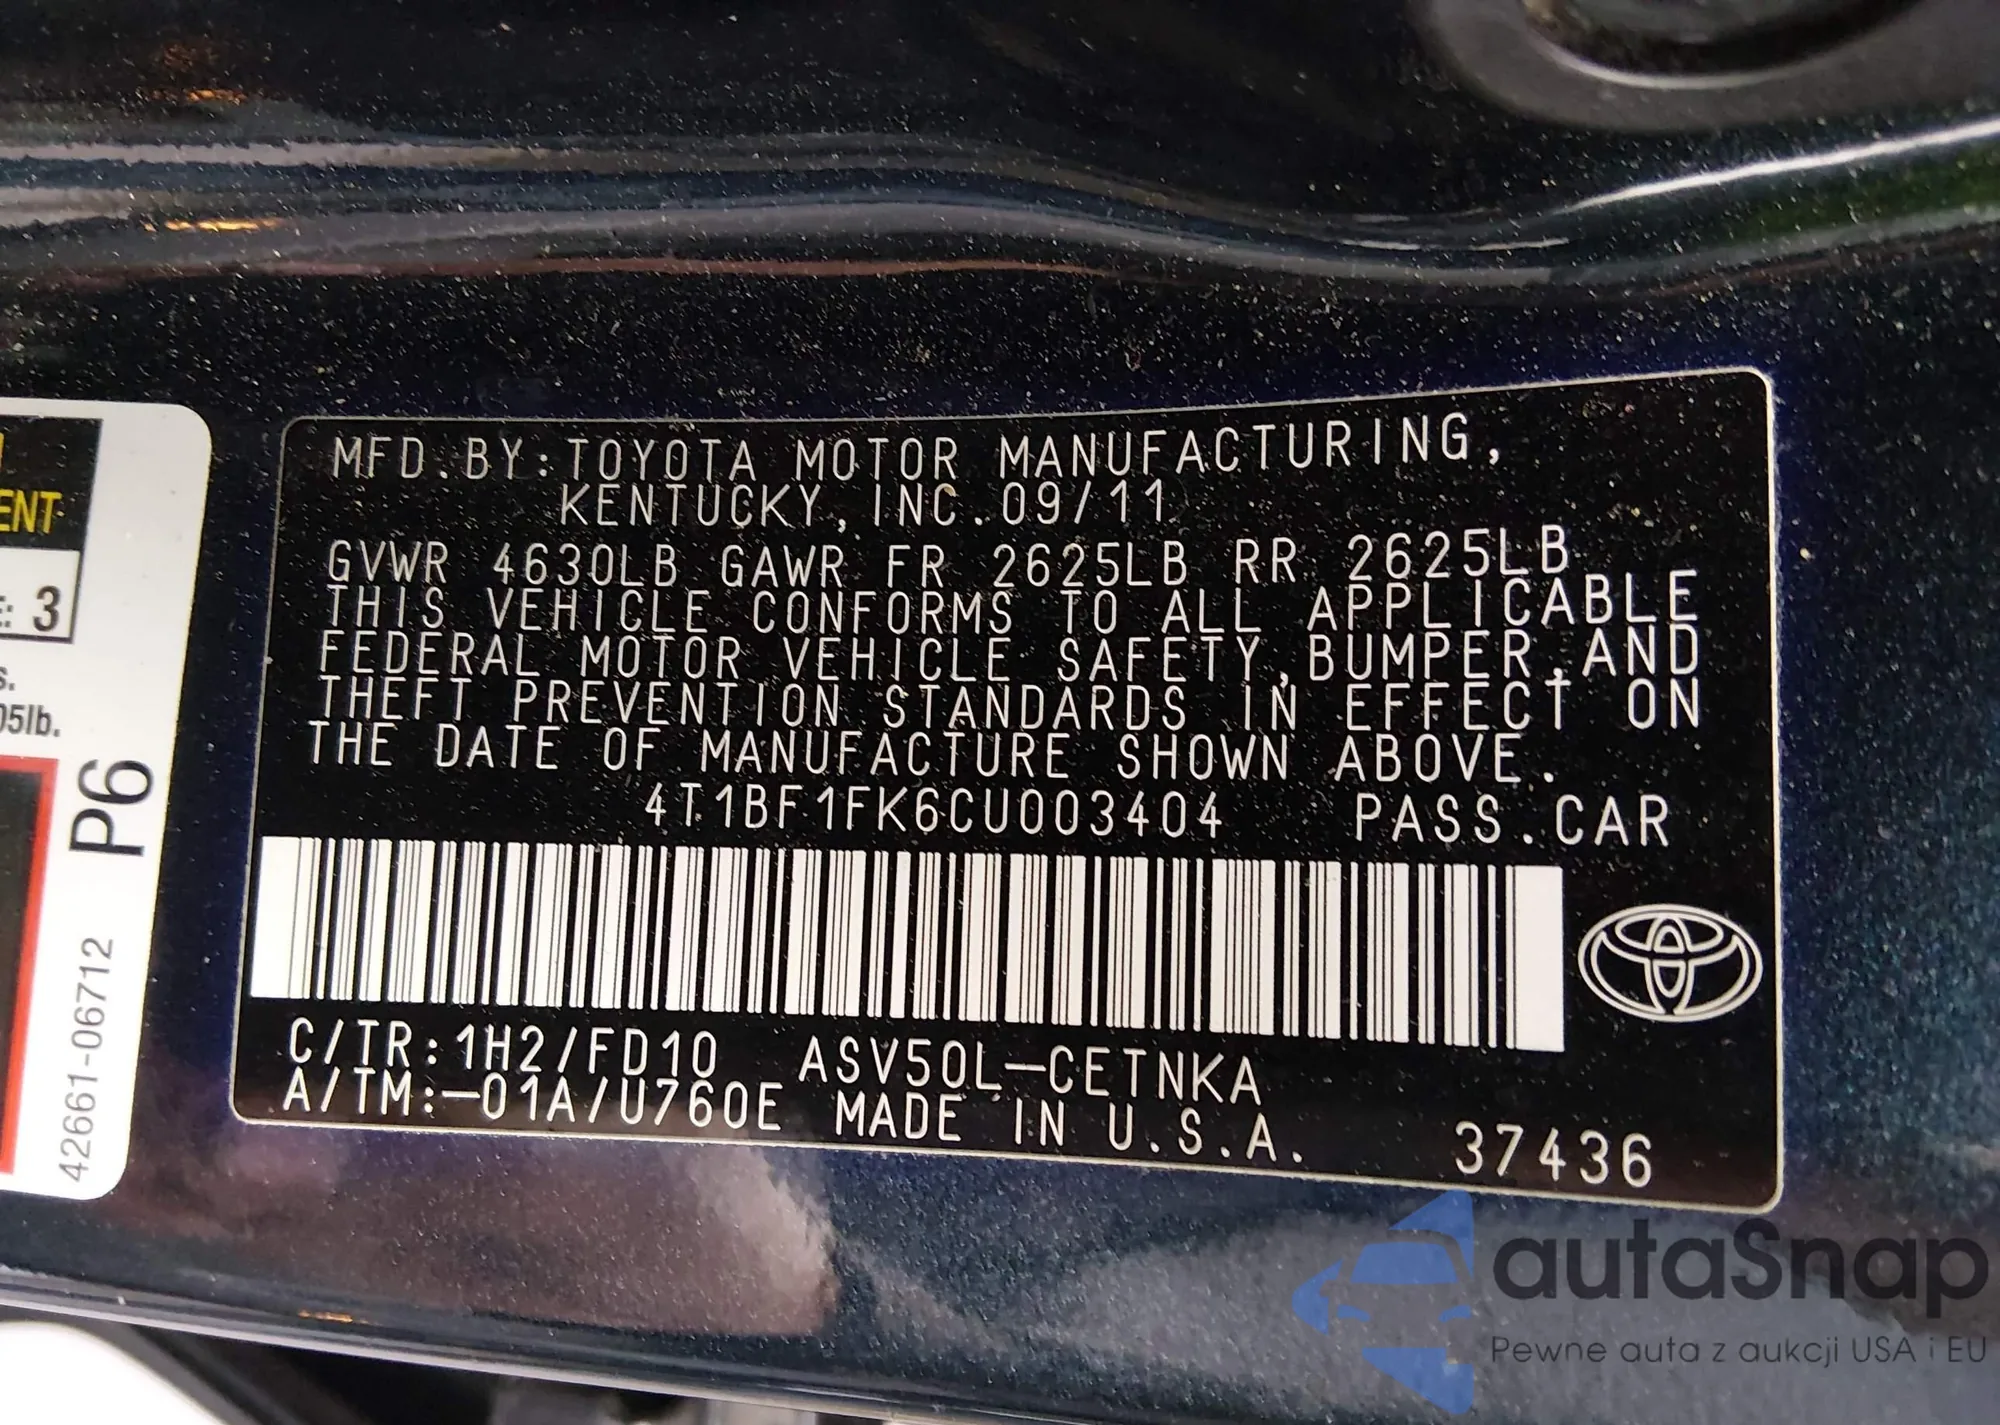 ENT
E: 3
s.
05lb.
P6
42661-06712
MFD.BY:TOYOTA MOTOR MANUFACTURING,
KENTUCKY, INC.09/11
GVWR 4630LB GAWR FR 2625LB RR 2625LB
THIS VEHICLE CONFORMS TO ALL APPLICABLE
FEDERAL MOTOR VEHICLE SAFETY,BUMPER,AND
THEFT PREVENTION STANDARDS IN EFFECT ON
THE DATE OF MANUFACTURE SHOWN ABOVE.
4T1BF1FK6CU003404 PASS.CAR
C/TR:1H2/FD10 ASV50L-CETNKA
A/TM:-01A/U760E MADE IN U.S.A. 37436
autaSnap
Pewne auta z aukcji USA i EU